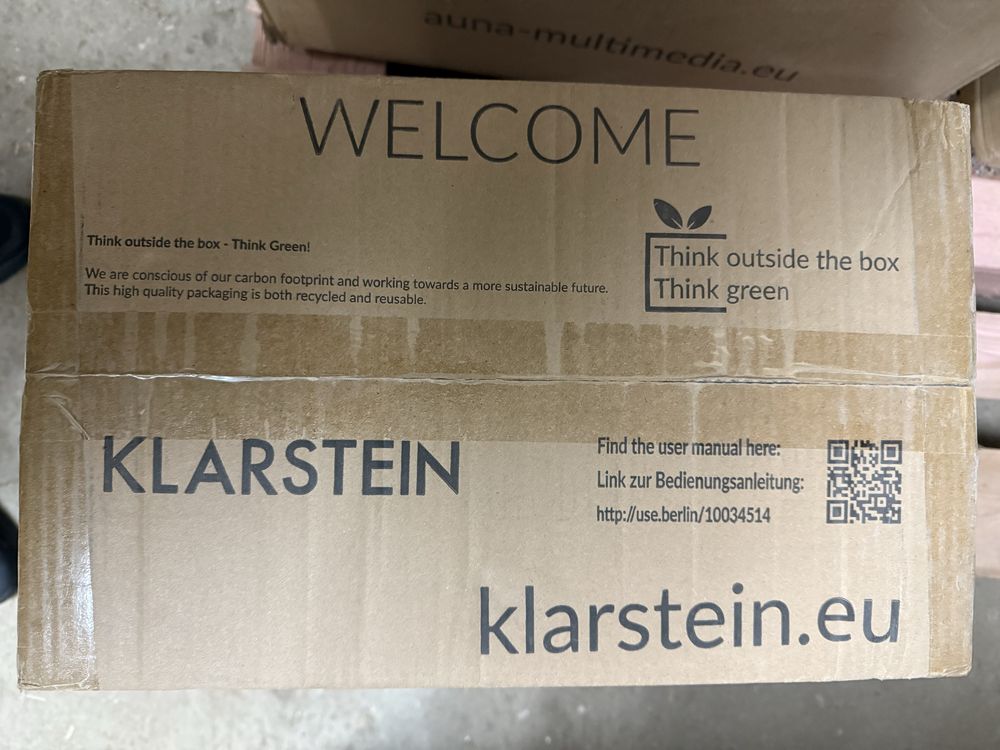 auna-multimedia.eu
WELCOME
Think outside the box - Think Green!
We are conscious of our carbon footprint and working towards a more sustainable future.
This high quality packaging is both recycled and reusable.
Think outside the box
Think green
KLARSTEIN
Find the user manual here:
Link zur Bedienungsanleitung:
http://use.berlin/10034514
klarstein.eu